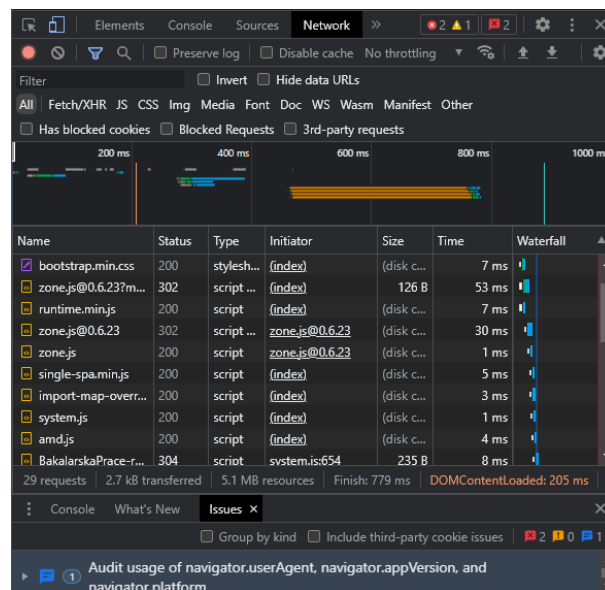 Elements Console Sources Network » 2 1 2
Preserve log Disable cache No throttling
Filter Invert Hide data URLs
All Fetch/XHR JS CSS Img Media Font Doc WS Wasm Manifest Other
Has blocked cookies Blocked Requests 3rd-party requests
200 ms 400 ms 600 ms 800 ms 1000 m
Name Status Type Initiator Size Time Waterfall
bootstrap.min.css 200 stylesh... (index) (disk c... 7 ms
zone.js@0.6.23?m... 302 script ... (index) 126 B 53 ms
runtime.min.js 200 script (index) (disk c... 7 ms
zone.js@0.6.23 302 script ... zone.js@0.6.23 (disk c... 30 ms
zone.js 200 script zone.js@0.6.23 (disk c... 1 ms
single-spa.min.js 200 script (index) (disk c... 5 ms
import-map-overr... 200 script (index) (disk c... 3 ms
system.js 200 script (index) (disk c... 1 ms
amd.js 200 script (index) (disk c... 4 ms
BakalarskaPrace-r... 304 script system.js:654 235 B 8 ms
29 requests 2.7 kB transferred 5.1 MB resources Finish: 779 ms DOMContentLoaded: 205 ms
Console What's New Issues ×
Group by kind Include third-party cookie issues 2 0 1
1 Audit usage of navigator.userAgent, navigator.appVersion, and
navigator.platform